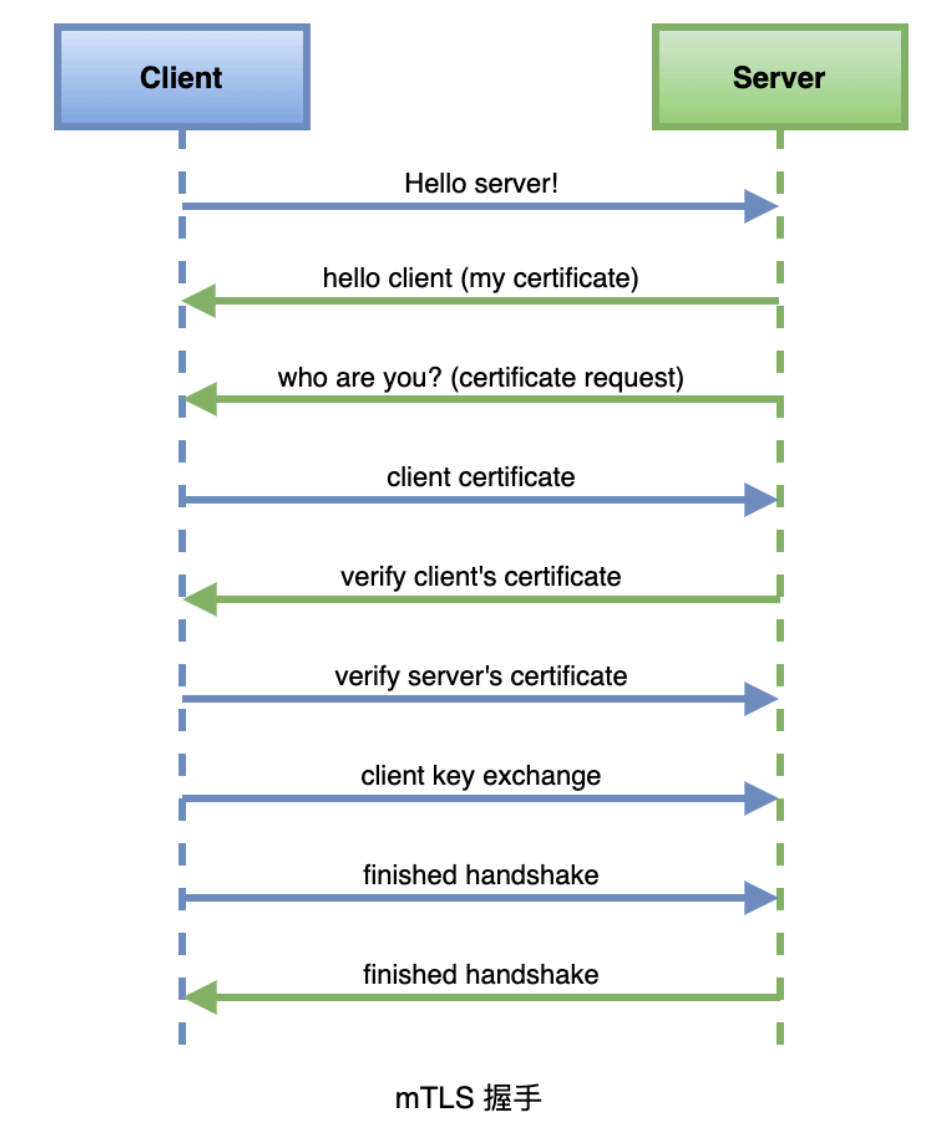 Client
Server
Hello server!
hello client (my certificate)
who are you? (certificate request)
client certificate
verify client's certificate
verify server's certificate
client key exchange
finished handshake
finished handshake
mTLS 握手